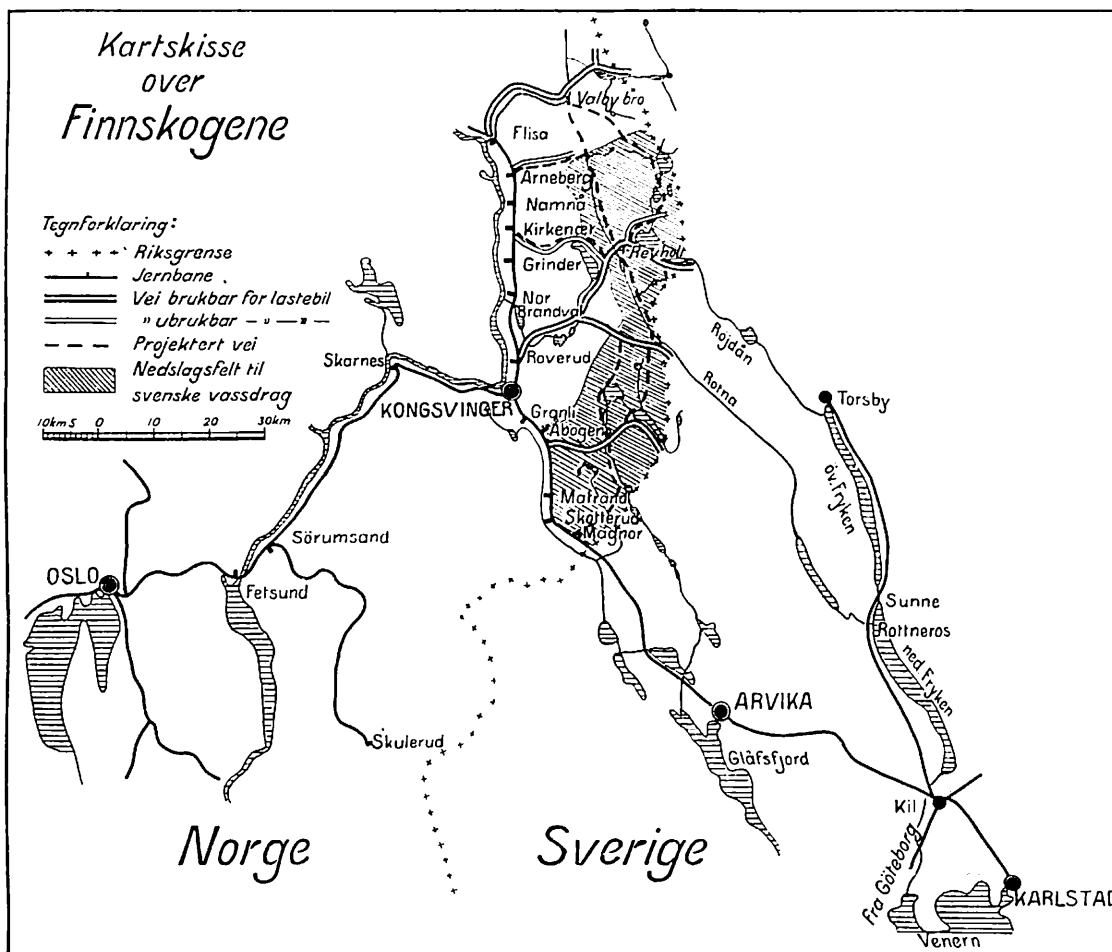 Kartskisse
over
Finnskogene
Tegnforklaring:
Riksgrense
Jernbane
Vei brukbar for lastebil
" ubrukbar — " — " —
Projektert vei
Nedslagsfelt til
svenske vassdrag
10km 5 0 10 20 30km
Valby bro
Flisa
Arneberg
Namnå
Kirkenær
Grinder
Revholt
Nor
Brandval
Roverud
Skarnes
KONGSVINGER
Granli
Åbogen
Röjdån
Rotna
Torsby
Matrand
Skotterud
Magnor
öv. Fryken
Sörumsand
OSLO
Fetsund
Sunne
Rottneros
ned Fryken
ARVIKA
Skulerud
Glåfsfjord
Kil
Norge
Sverige
Fra Göteborg
KARLSTAD
Venern